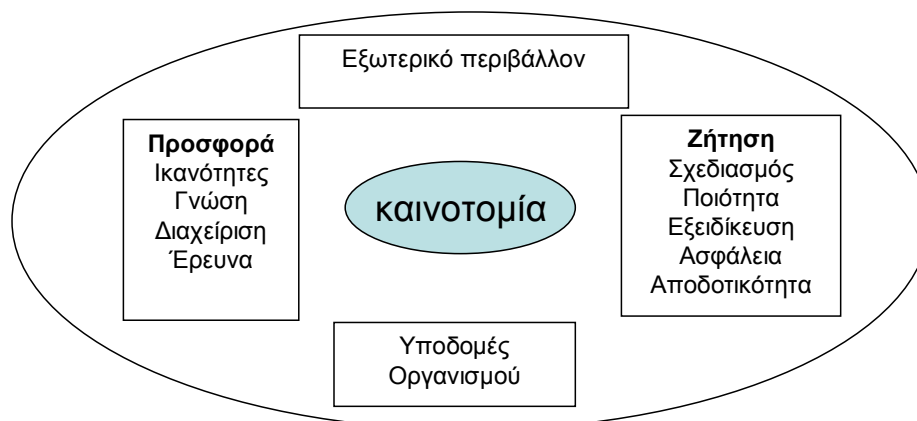 Εξωτερικό περιβάλλον
Προσφορά
Ικανότητες
Γνώση
Διαχείριση
Έρευνα
καινοτομία
Ζήτηση
Σχεδιασμός
Ποιότητα
Εξειδίκευση
Ασφάλεια
Αποδοτικότητα
Υποδομές
Οργανισμού